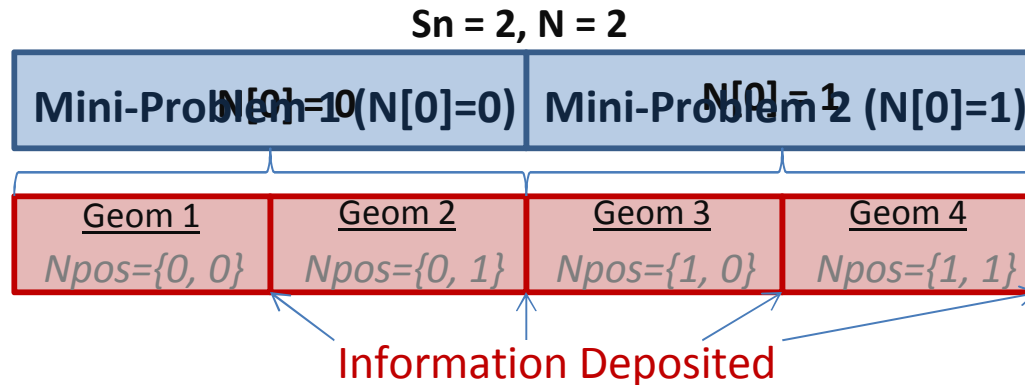 Sn = 2, N = 2
Mini-Problem 1 (N[0]=0)
N[0] = 0
Mini-Problem 2 (N[0]=1)
N[0] = 1
Geom 1
Geom 2
Geom 3
Geom 4
Npos={0, 0}
Npos={0, 1}
Npos={1, 0}
Npos={1, 1}
Information Deposited